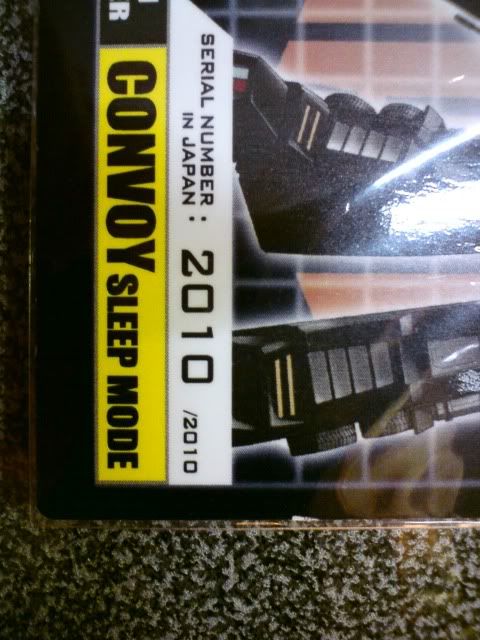 SERIAL NUMBER :
IN JAPAN
2010 /2010
CONVOY SLEEP MODE